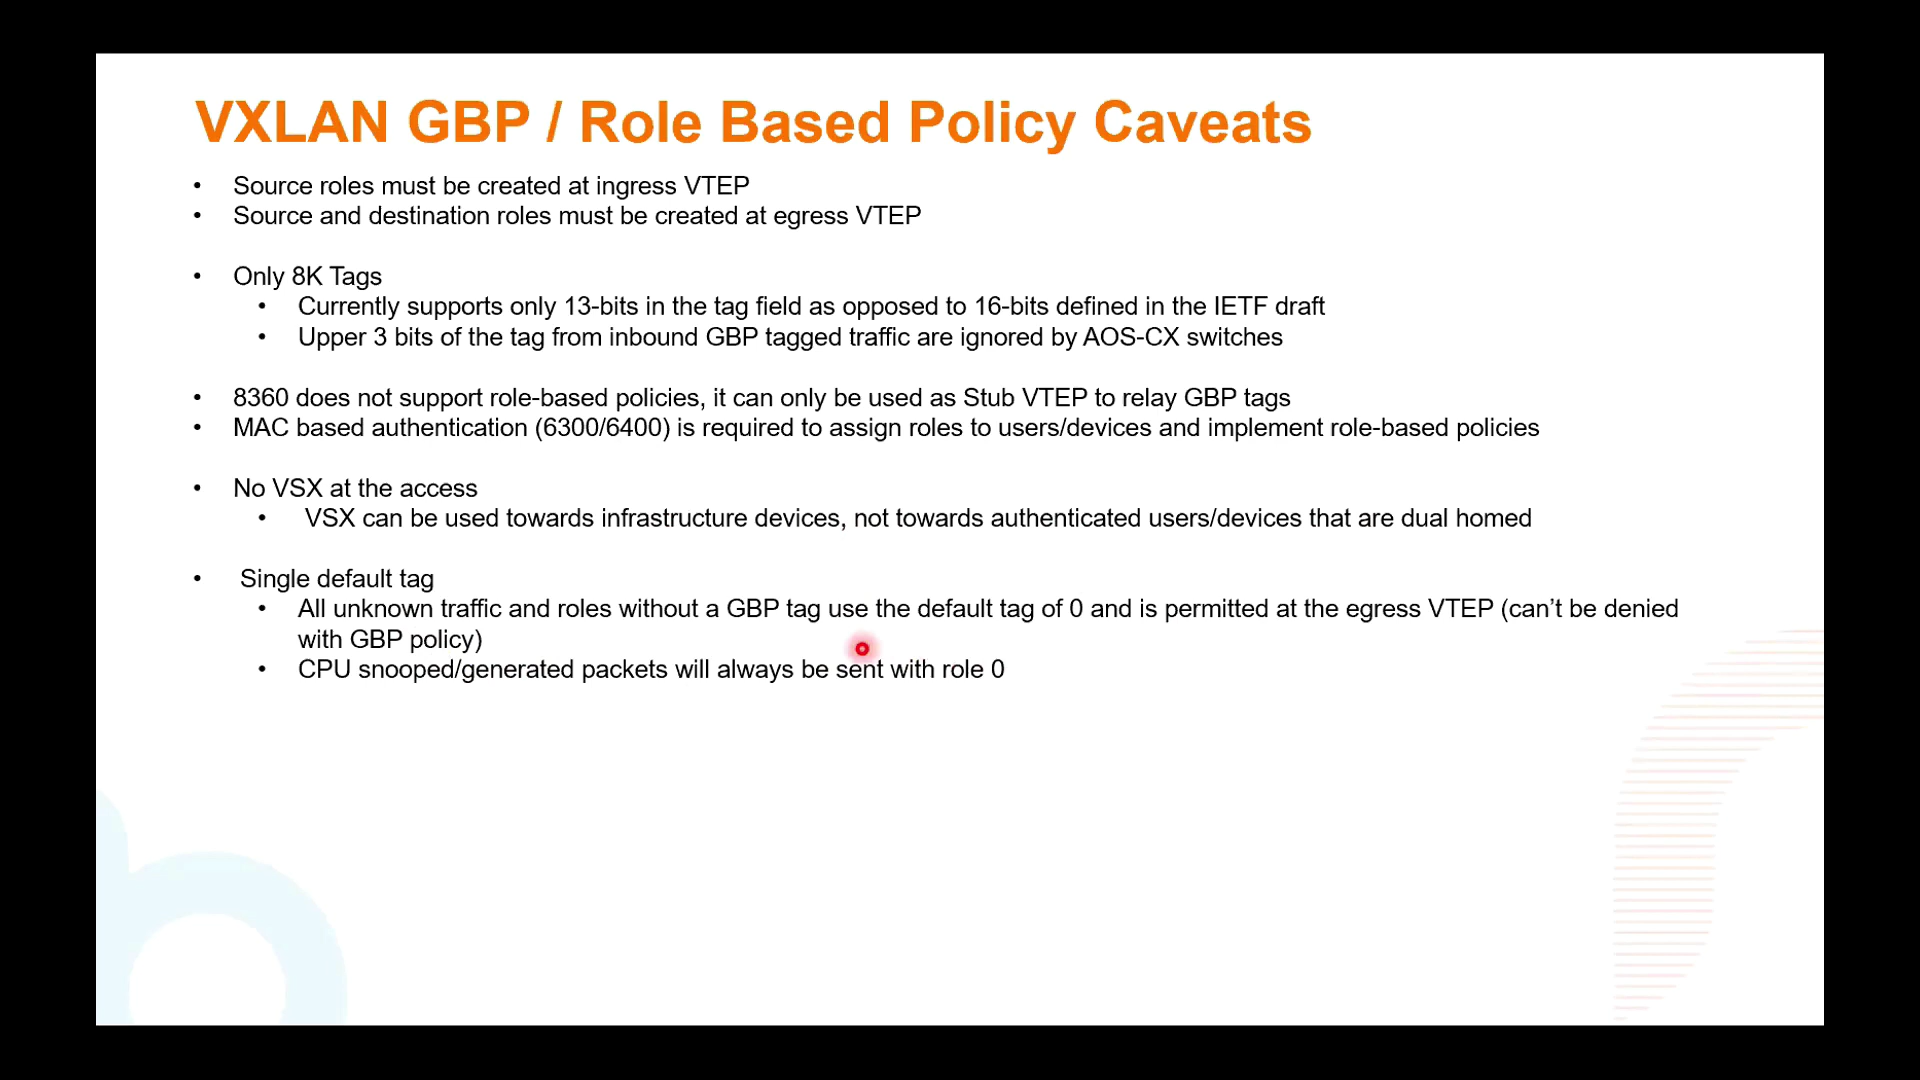 VXLAN GBP / Role Based Policy Caveats
• Source roles must be created at ingress VTEP
• Source and destination roles must be created at egress VTEP
• Only 8K Tags
• Currently supports only 13-bits in the tag field as opposed to 16-bits defined in the IETF draft
• Upper 3 bits of the tag from inbound GBP tagged traffic are ignored by AOS-CX switches
• 8360 does not support role-based policies, it can only be used as Stub VTEP to relay GBP tags
• MAC based authentication (6300/6400) is required to assign roles to users/devices and implement role-based policies
• No VSX at the access
• VSX can be used towards infrastructure devices, not towards authenticated users/devices that are dual homed
• Single default tag
• All unknown traffic and roles without a GBP tag use the default tag of 0 and is permitted at the egress VTEP (can’t be denied
with GBP policy)
• CPU snooped/generated packets will always be sent with role 0